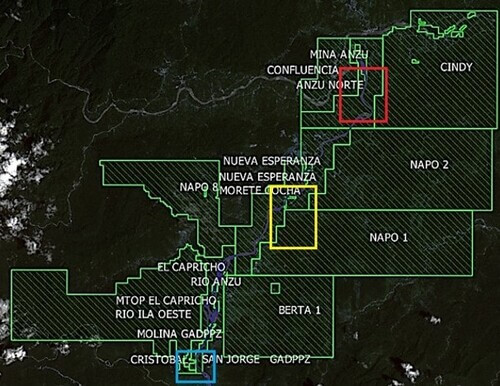 MINA ANZU
CONFLUENCIA
CINDY
ANZU NORTE
NUEVA ESPERANZA
NAPO 2
NUEVA ESPERANZA
NAPO 8
MORETE COCHA
NAPO 1
EL CAPRICHO
RIO ANZU
MTOP EL CAPRICHO
RIO ILA OESTE
BERTA 1
MOLINA GADPPZ
CRISTOBAL
SAN JORGE GADPPZ